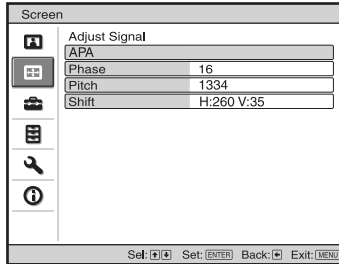 Screen
Adjust Signal
APA
Phase 16
Pitch 1334
Shift H:260 V:35
Sel: Set: ENTER Back: Exit: MENU